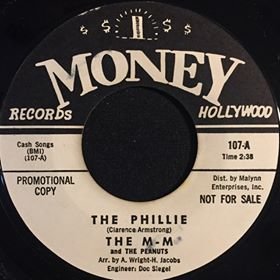 $ $ $ $
MONEY
RECORDS HOLLYWOOD
Cash Songs
(BMI)
(107-A)
107-A
Time 2:38
PROMOTIONAL
COPY
Dist. by Malynn
Enterprises, Inc.
NOT FOR SALE
THE PHILLIE
(Clarence Armstrong)
THE M-M
and THE PEANUTS
Arr. by A. Wright-H. Jacobs
Engineer: Doc Siegel